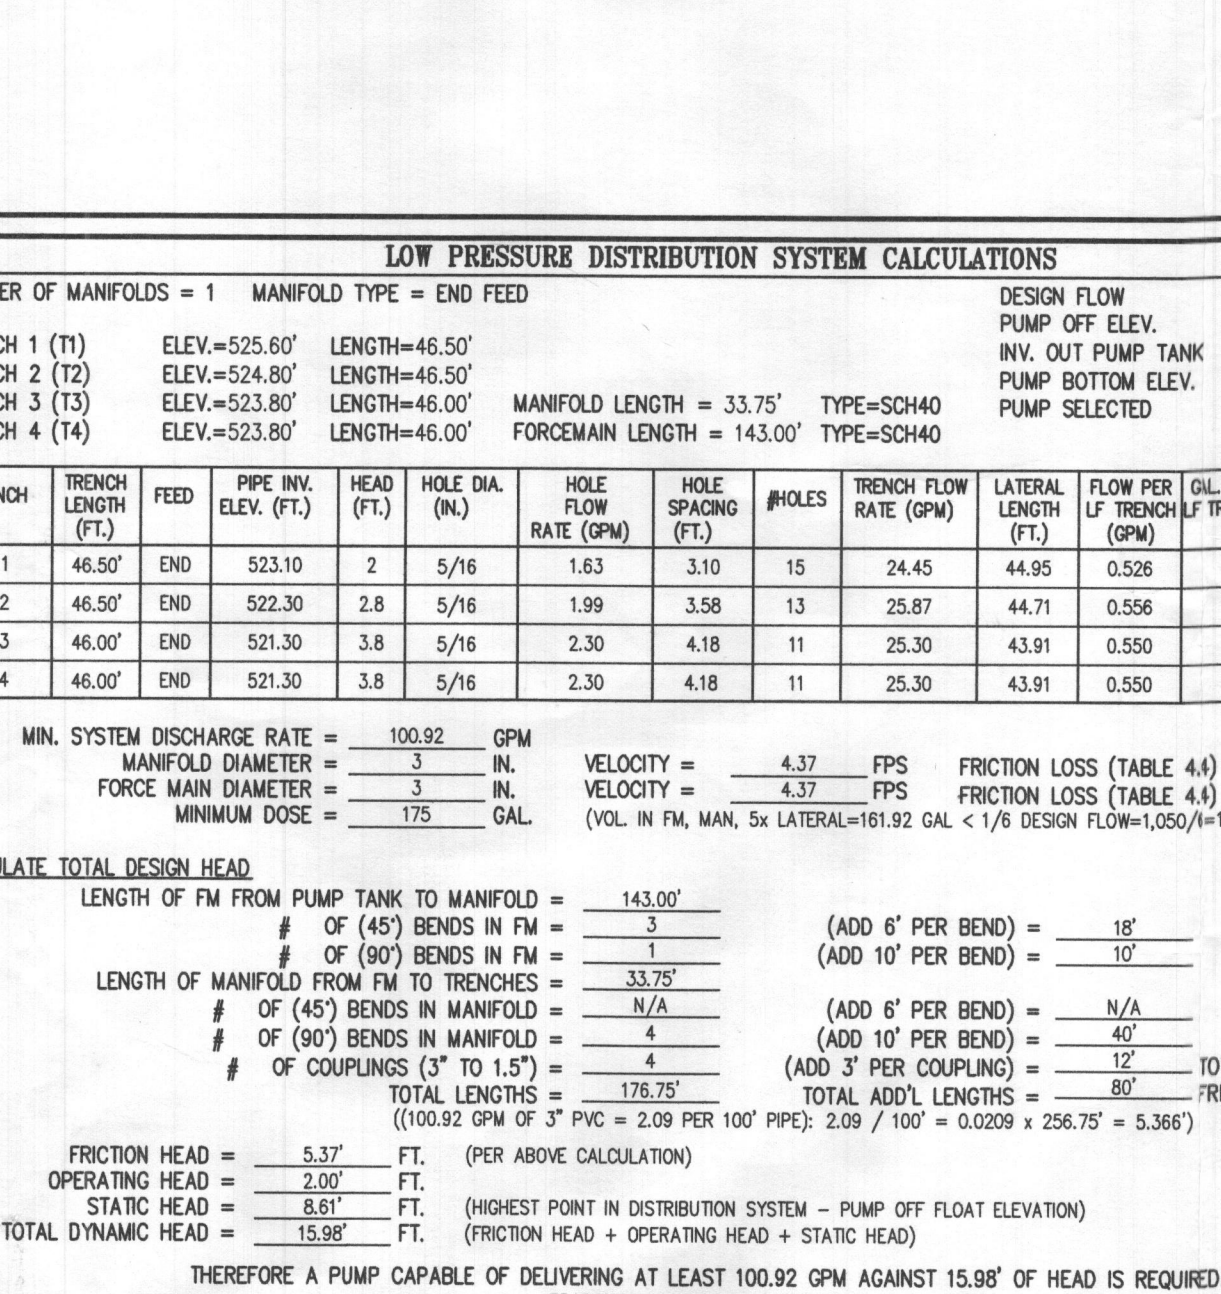 LOW PRESSURE DISTRIBUTION SYSTEM CALCULATIONS
ER OF MANIFOLDS = 1 MANIFOLD TYPE = END FEED
DESIGN FLOW
PUMP OFF ELEV.
INV. OUT PUMP TANK
PUMP BOTTOM ELEV.
PUMP SELECTED
CH 1 (T1) ELEV.=525.60' LENGTH=46.50'
CH 2 (T2) ELEV.=524.80' LENGTH=46.50'
CH 3 (T3) ELEV.=523.80' LENGTH=46.00' MANIFOLD LENGTH = 33.75' TYPE=SCH40
CH 4 (T4) ELEV.=523.80' LENGTH=46.00' FORCEMAIN LENGTH = 143.00' TYPE=SCH40
NCH TRENCH LENGTH (FT.) FEED PIPE INV. ELEV. (FT.) HEAD (FT.) HOLE DIA. (IN.) HOLE FLOW RATE (GPM) HOLE SPACING (FT.) #HOLES TRENCH FLOW RATE (GPM) LATERAL LENGTH (FT.) FLOW PER LF TRENCH (GPM) GAL. LF TR
1 46.50' END 523.10 2 5/16 1.63 3.10 15 24.45 44.95 0.526
2 46.50' END 522.30 2.8 5/16 1.99 3.58 13 25.87 44.71 0.556
3 46.00' END 521.30 3.8 5/16 2.30 4.18 11 25.30 43.91 0.550
4 46.00' END 521.30 3.8 5/16 2.30 4.18 11 25.30 43.91 0.550
MIN. SYSTEM DISCHARGE RATE = 100.92 GPM
MANIFOLD DIAMETER = 3 IN. VELOCITY = 4.37 FPS FRICTION LOSS (TABLE 4.4)
FORCE MAIN DIAMETER = 3 IN. VELOCITY = 4.37 FPS FRICTION LOSS (TABLE 4.4)
MINIMUM DOSE = 175 GAL. (VOL. IN FM, MAN, 5x LATERAL=161.92 GAL < 1/6 DESIGN FLOW=1,050/6=1
ULATE TOTAL DESIGN HEAD
LENGTH OF FM FROM PUMP TANK TO MANIFOLD = 143.00'
# OF (45°) BENDS IN FM = 3 (ADD 6' PER BEND) = 18'
# OF (90°) BENDS IN FM = 1 (ADD 10' PER BEND) = 10'
LENGTH OF MANIFOLD FROM FM TO TRENCHES = 33.75'
# OF (45°) BENDS IN MANIFOLD = N/A (ADD 6' PER BEND) = N/A
# OF (90°) BENDS IN MANIFOLD = 4 (ADD 10' PER BEND) = 40'
# OF COUPLINGS (3" TO 1.5") = 4 (ADD 3' PER COUPLING) = 12' TO
TOTAL LENGTHS = 176.75' TOTAL ADD'L LENGTHS = 80' FRI
((100.92 GPM OF 3" PVC = 2.09 PER 100' PIPE): 2.09 / 100' = 0.0209 x 256.75' = 5.366')
FRICTION HEAD = 5.37' FT. (PER ABOVE CALCULATION)
OPERATING HEAD = 2.00' FT.
STATIC HEAD = 8.61' FT. (HIGHEST POINT IN DISTRIBUTION SYSTEM - PUMP OFF FLOAT ELEVATION)
TOTAL DYNAMIC HEAD = 15.98' FT. (FRICTION HEAD + OPERATING HEAD + STATIC HEAD)
THEREFORE A PUMP CAPABLE OF DELIVERING AT LEAST 100.92 GPM AGAINST 15.98' OF HEAD IS REQUIRED